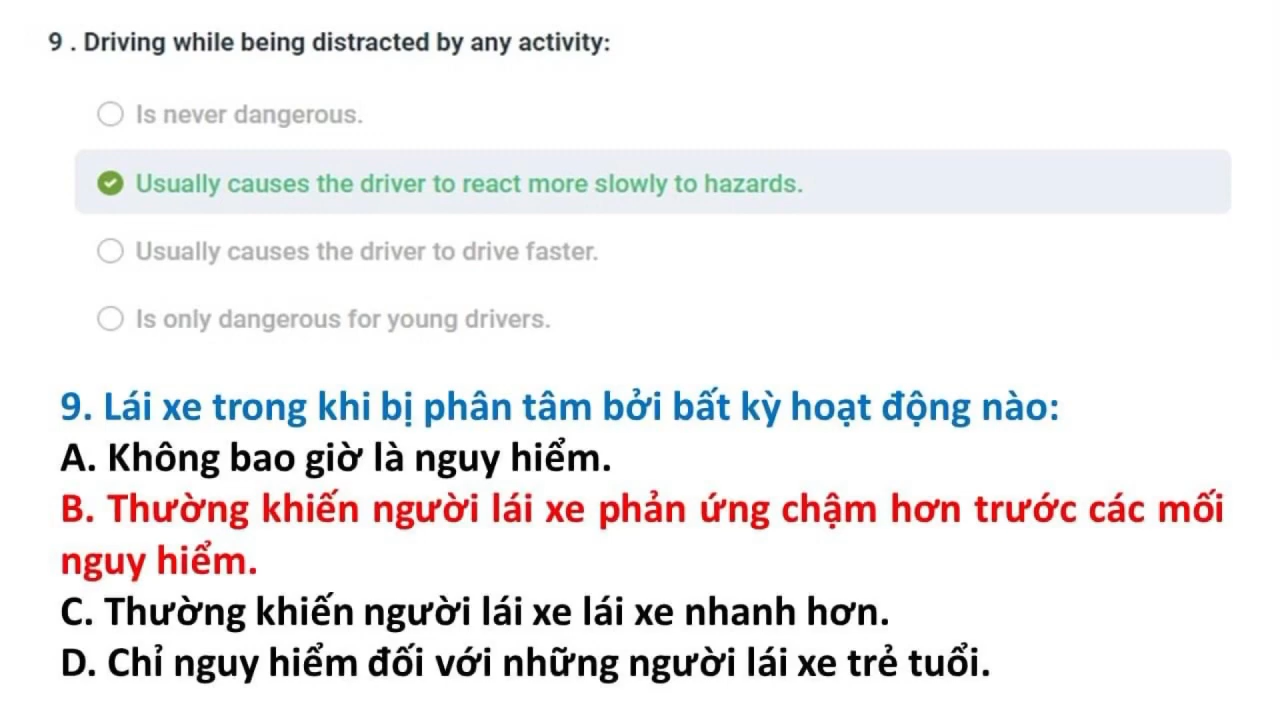 9 . Driving while being distracted by any activity:
Is never dangerous.
Usually causes the driver to react more slowly to hazards.
Usually causes the driver to drive faster.
Is only dangerous for young drivers.
9. Lái xe trong khi bị phân tâm bởi bất kỳ hoạt động nào:
A. Không bao giờ là nguy hiểm.
B. Thường khiến người lái xe phản ứng chậm hơn trước các mối
nguy hiểm.
C. Thường khiến người lái xe lái xe nhanh hơn.
D. Chỉ nguy hiểm đối với những người lái xe trẻ tuổi.